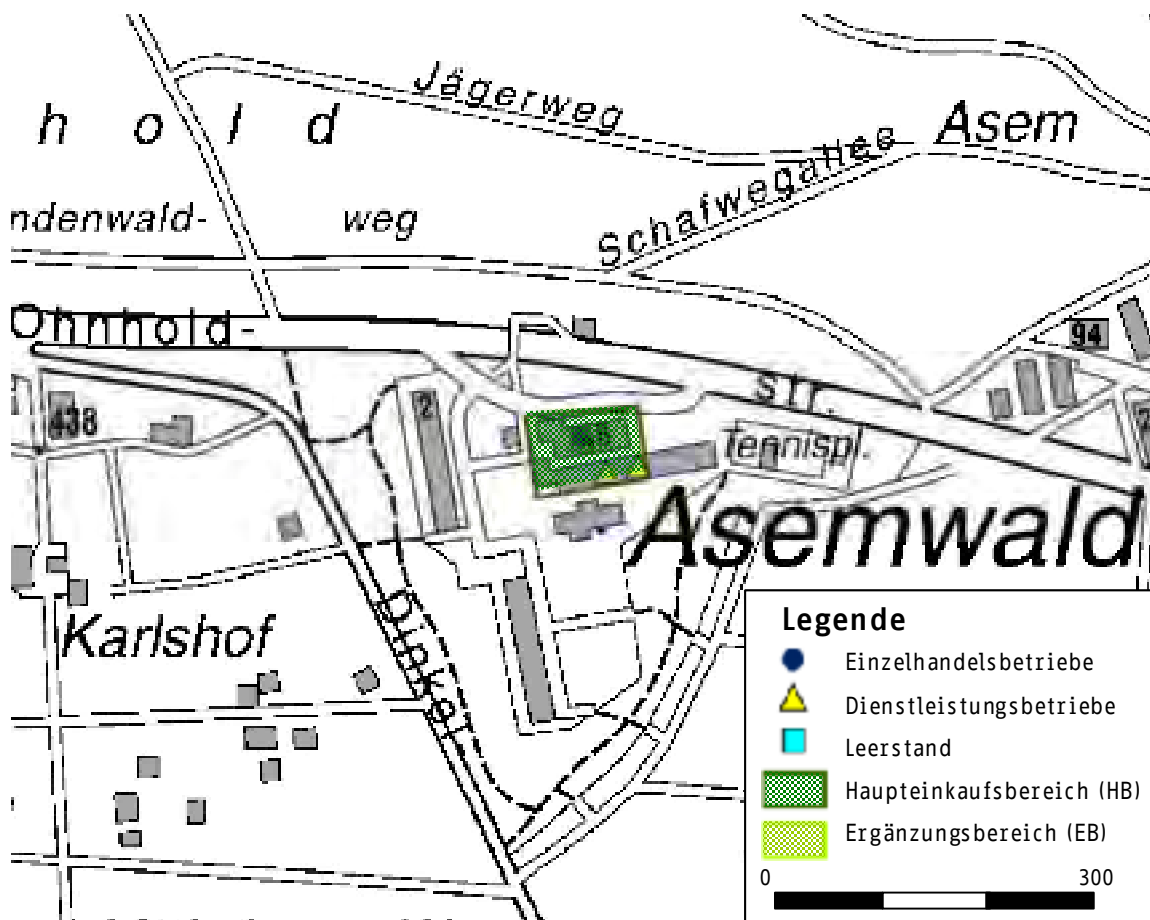 Jägerweg
h o l d
Asem
Schafwegallee
ndenwald- weg
Ohnhold-
str.
94
2
438
Tennispl.
Asemwald
Karlshof
Legende
Einzelhandelsbetriebe
Dienstleistungsbetriebe
Leerstand
Haupteinkaufsbereich (HB)
Ergänzungsbereich (EB)
0 300